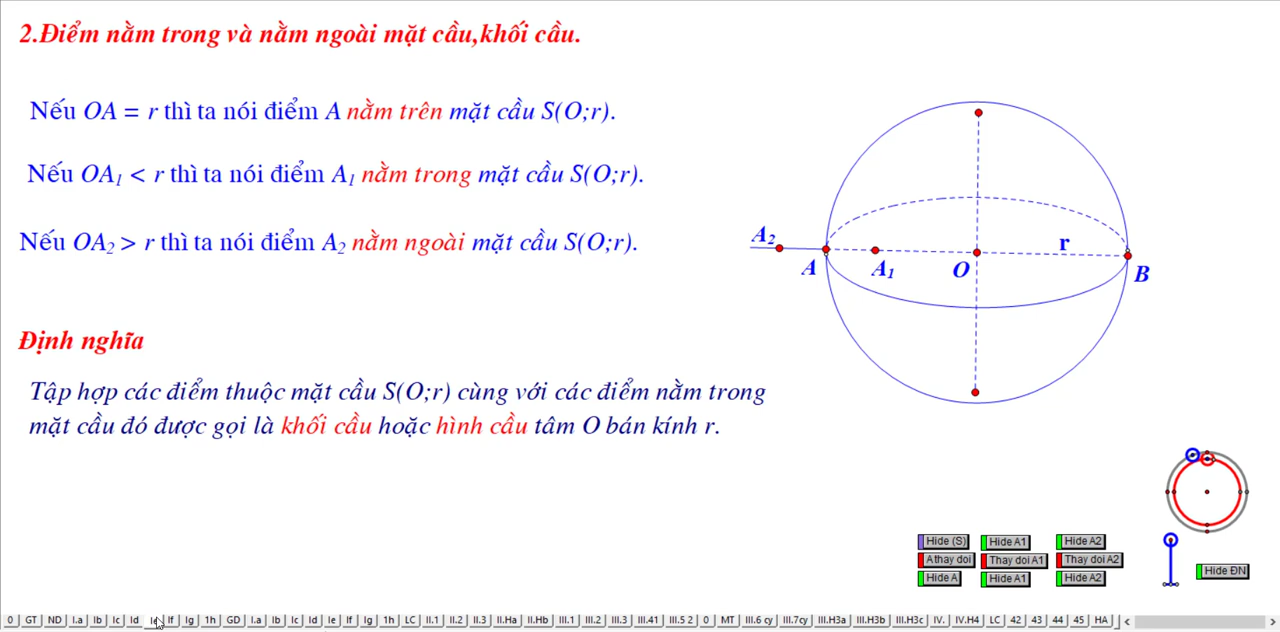 2.Điểm nằm trong và nằm ngoài mặt cầu,khối cầu.
Nếu OA = r thì ta nói điểm A nằm trên mặt cầu S(O;r).
Nếu OA1 < r thì ta nói điểm A1 nằm trong mặt cầu S(O;r).
Nếu OA2 > r thì ta nói điểm A2 nằm ngoài mặt cầu S(O;r).
A2
A
A1
O
r
B
Định nghĩa
Tập hợp các điểm thuộc mặt cầu S(O;r) cùng với các điểm nằm trong
mặt cầu đó được gọi là khối cầu hoặc hình cầu tâm O bán kính r.
Hide (S) Hide A1 Hide A2
A thay doi Thay doi A1 Thay doi A2
Hide A Hide A1 Hide A2
Hide ĐN
0 GT ND I.a Ib Ic Id Ie If Ig 1h GD I.a Ib Ic Id Ie If Ig 1h LC II.1 II.2 II.3 II.Ha II.Hb III.1 III.2 III.3 III.41 III.5 2 0 MT III.6 cy III.7cy III.H3a III.H3b III.H3c IV. IV.H4 LC 42 43 44 45 HA